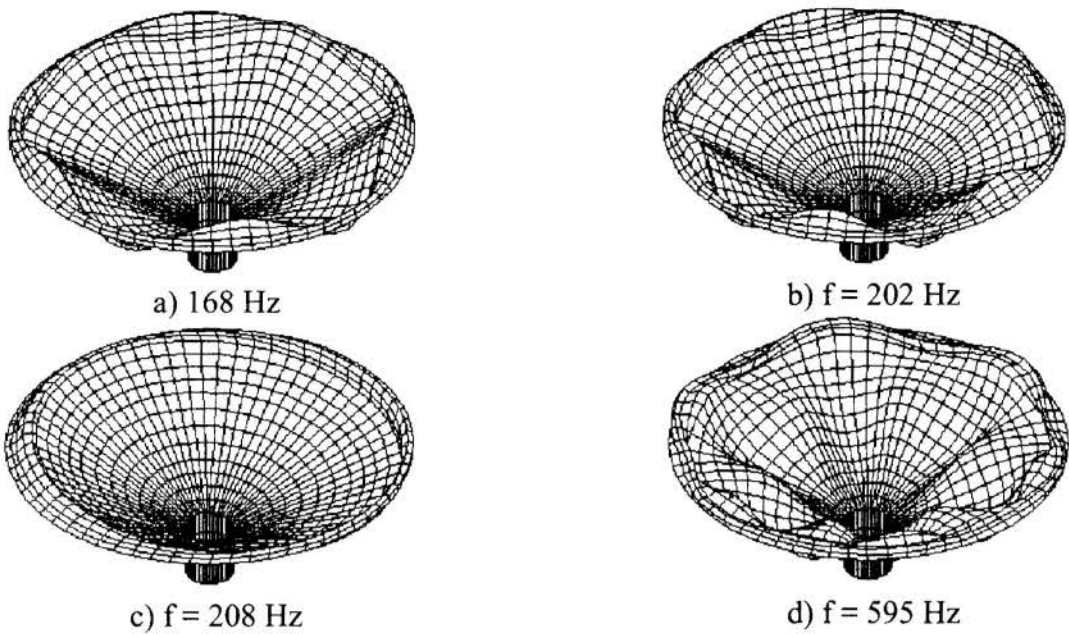 a) 168 Hz
b) f = 202 Hz
c) f = 208 Hz
d) f = 595 Hz